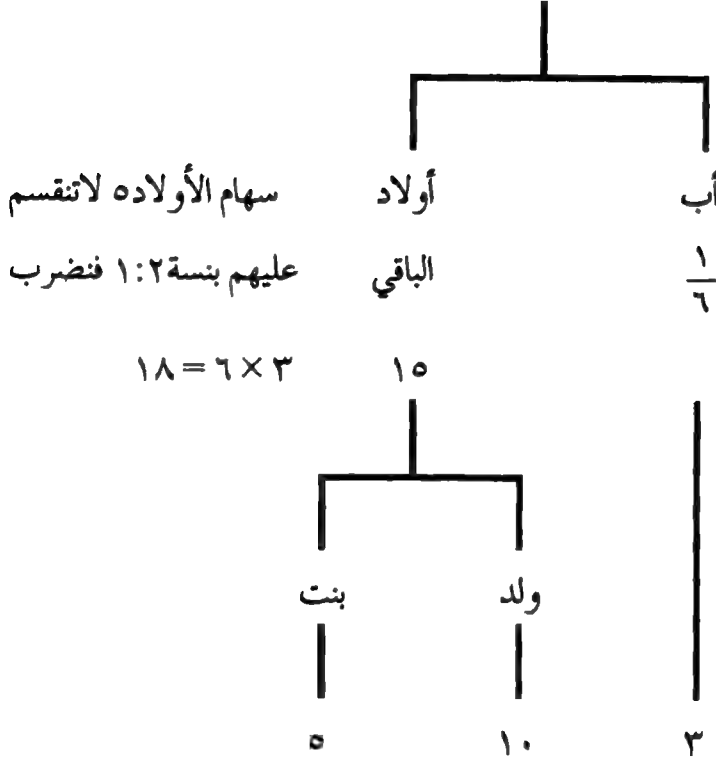 أب أولاد سهام الأولاد٥ لاتنقسم
١/٦ الباقي عليهم بنسة٢:١ فنضرب
١٥ ٣ × ٦ = ١٨
ولد بنت
٣ ١٠ ٥